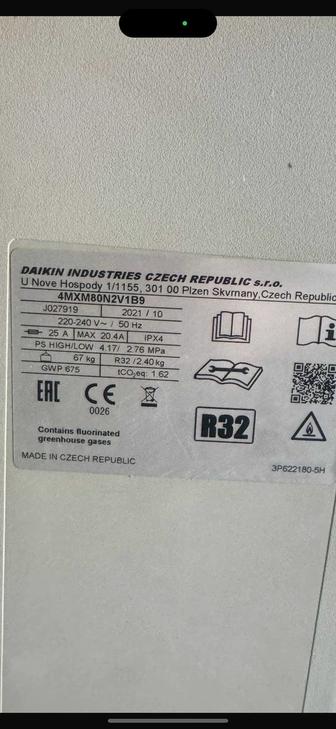 DAIKIN INDUSTRIES CZECH REPUBLIC s.r.o.
U Nove Hospody 1/1155, 301 00 Plzen Skvrnany,Czech Republic
4MXM80N2V1B9
J027919 2021 / 10
220-240 V~ / 50 Hz
25 A MAX 20.4A IPX4
PS HIGH/LOW 4.17/ 2.76 MPa
67 kg R32 /2.40 kg
GWP 675 tCO₂eq: 1.62
EAC CE
0026
R32
Contains fluorinated
greenhouse gases
MADE IN CZECH REPUBLIC
3P622180-5H